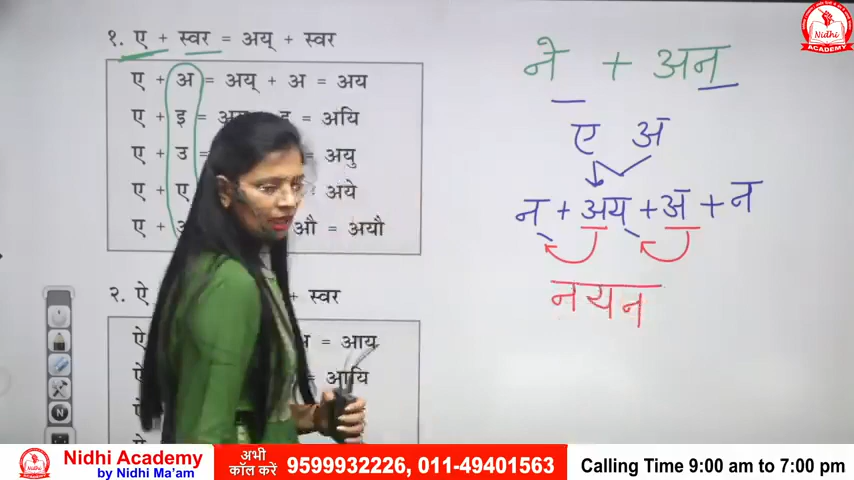 १. ए + स्वर = अय् + स्वर
ए + अ = अय् + अ = अय
ए + इ = = अयि
ए + उ = = अयु
ए + ए = अये
ए + औ = अयौ
२. ऐ + स्वर
ऐ = आय
ऐ = आयि
ने + अन
ए अ
न् + अय् + अ + न
नयन
Nidhi
ACADEMY
Nidhi Academy
by Nidhi Ma'am
अभी
कॉल करें
9599932226, 011-49401563
Calling Time 9:00 am to 7:00 pm